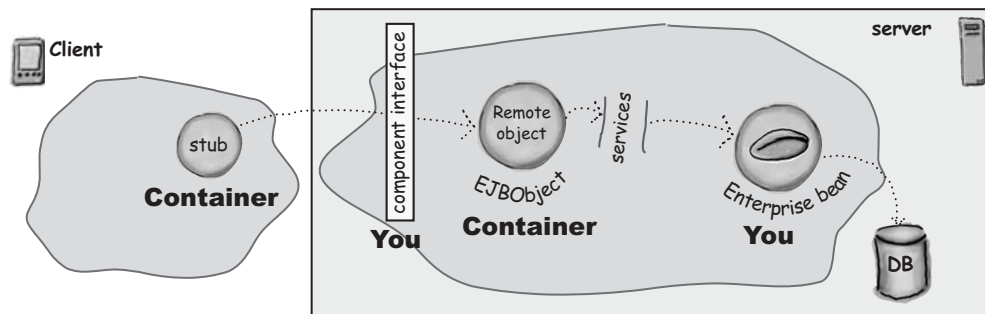 Client
server
stub
Container
component interface
You
Remote
object
EJBObject
Container
services
Enterprise bean
You
DB